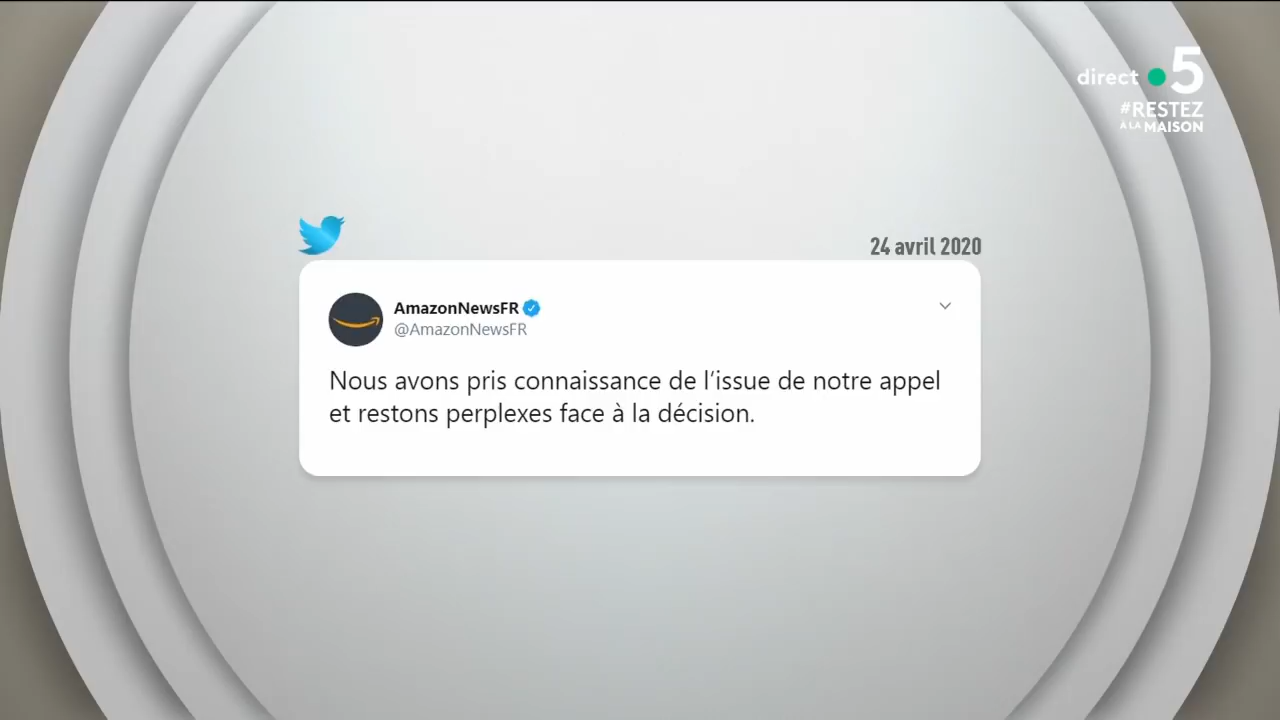 direct 5
#RESTEZ
À LA MAISON
24 avril 2020
AmazonNewsFR
@AmazonNewsFR
Nous avons pris connaissance de l’issue de notre appel
et restons perplexes face à la décision.